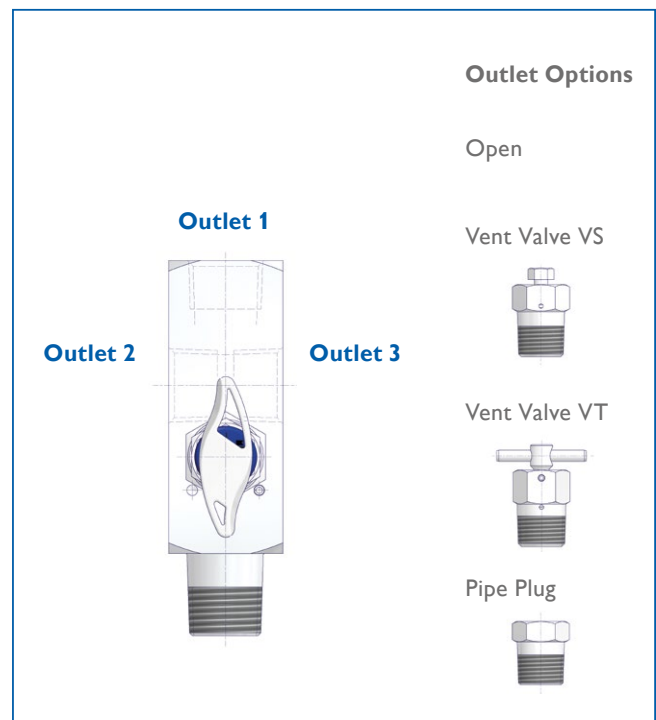 Outlet Options
Open
Outlet 1
Vent Valve VS
Outlet 2
Outlet 3
Vent Valve VT
Pipe Plug